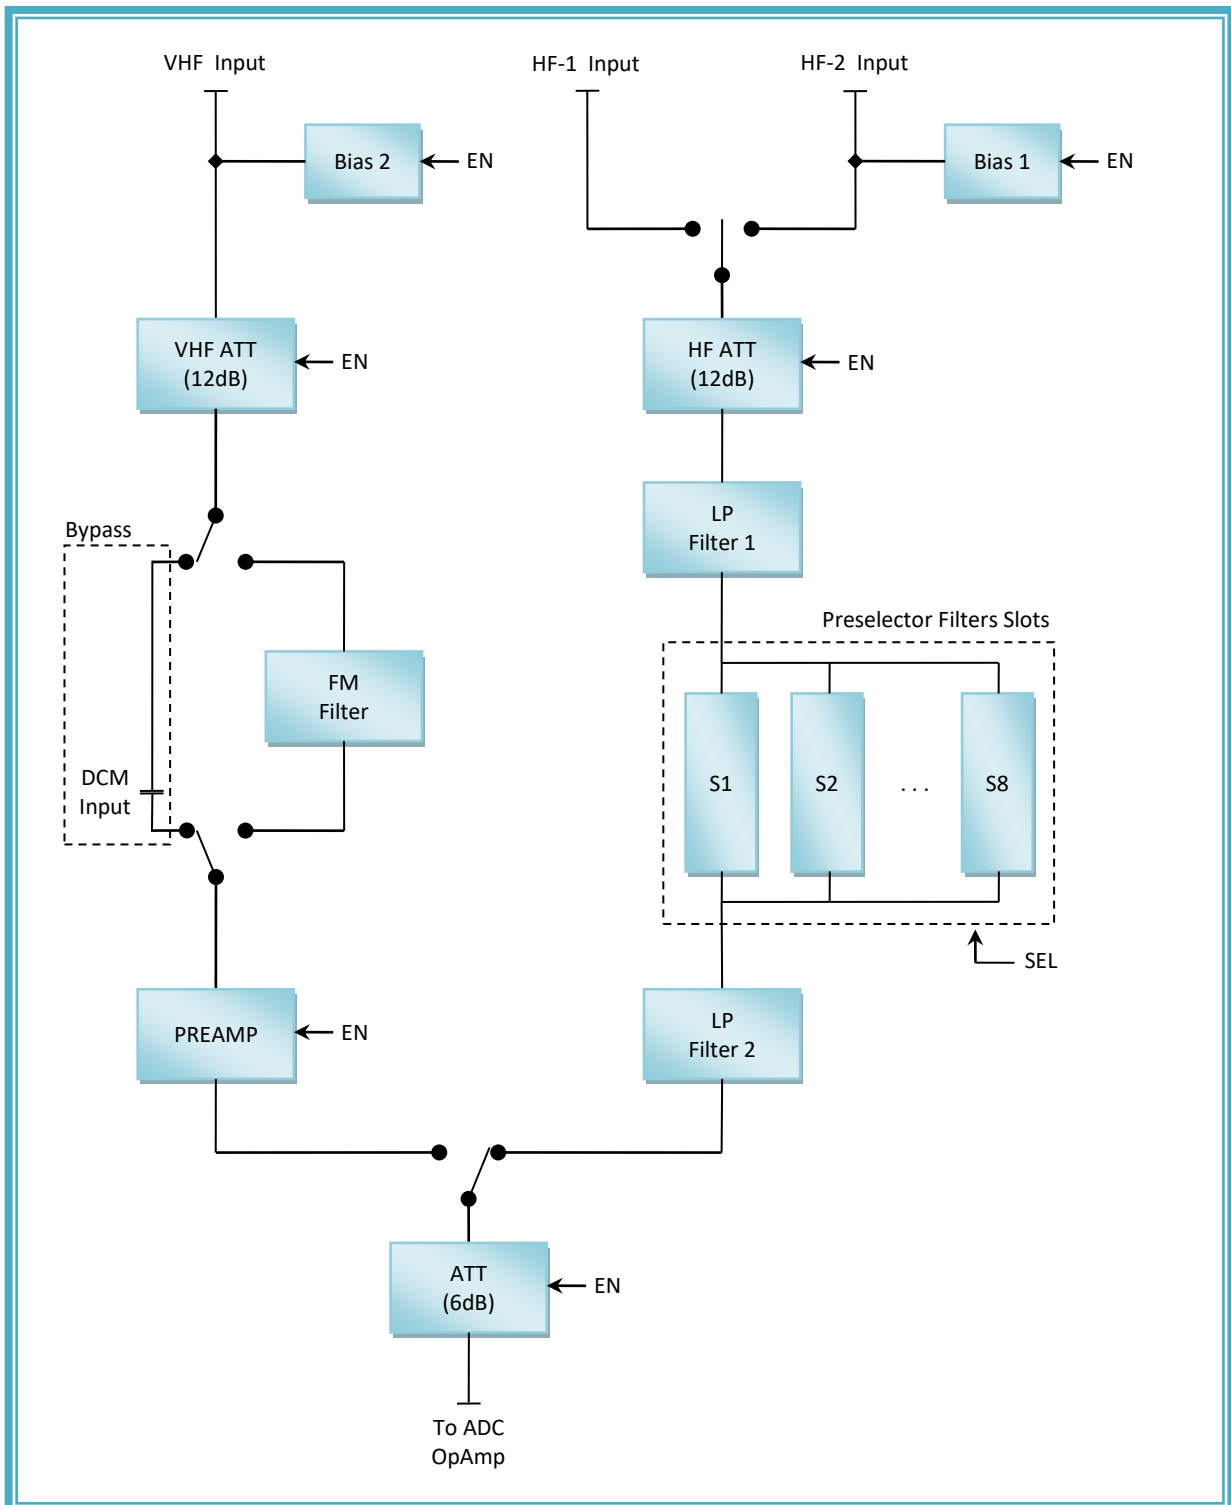 VHF Input
HF-1 Input
HF-2 Input
Bias 2
EN
Bias 1
EN
VHF ATT
(12dB)
EN
HF ATT
(12dB)
EN
Bypass
LP
Filter 1
Preselector Filters Slots
FM
Filter
DCM
Input
S1
S2
. . .
S8
SEL
PREAMP
EN
LP
Filter 2
ATT
(6dB)
EN
To ADC
OpAmp